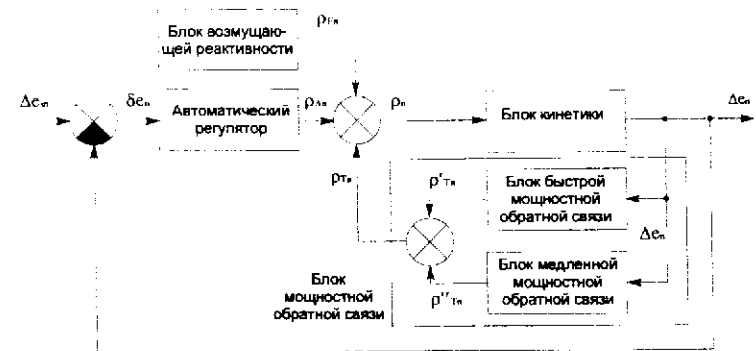 Блок возмущаю-
щей реактивности
ρFn
Δesn
δen
Автоматический
регулятор
ρAn
ρn
Блок кинетики
Δen
ρTn
ρ'Tn
Блок быстрой
мощностной
обратной связи
Δen
Блок медленной
мощностной
обратной связи
ρ''Tn
Блок
мощностной
обратной связи